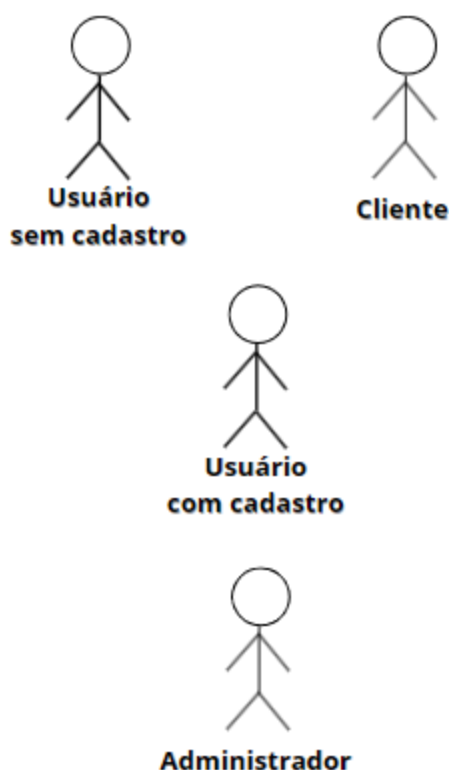 Usuário
sem cadastro
Cliente
Usuário
com cadastro
Administrador